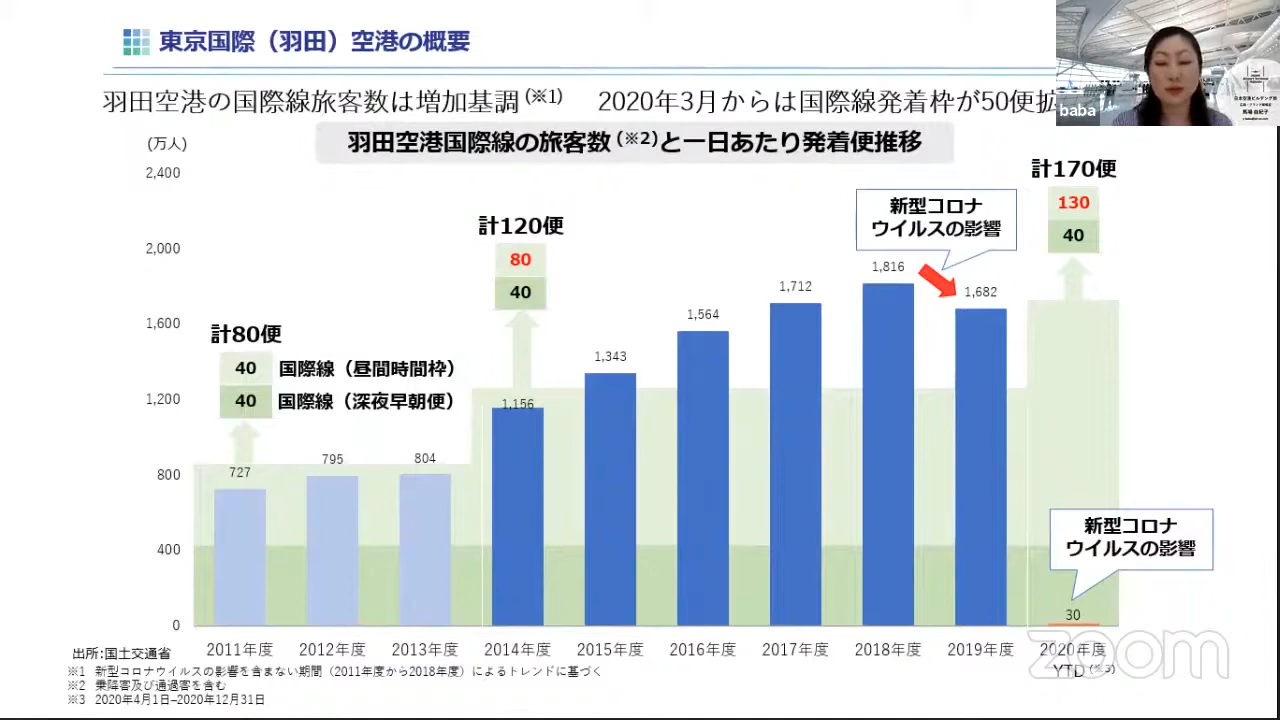 東京国際（羽田）空港の概要
羽田空港の国際線旅客数は増加基調(※1) 2020年3月からは国際線発着枠が50便拡
baba
羽田空港国際線の旅客数(※2)と一日あたり発着便推移
(万人)
2,400
2,000
1,600
1,200
800
400
0
計80便
40 国際線（昼間時間枠）
40 国際線（深夜早朝便）
計120便
80
40
計170便
130
40
新型コロナ
ウイルスの影響
727
795
804
1,156
1,343
1,564
1,712
1,816
1,682
新型コロナ
ウイルスの影響
30
2011年度 2012年度 2013年度 2014年度 2015年度 2016年度 2017年度 2018年度 2019年度 2020年度
YTD(※3)
zoom
出所:国土交通省
※1 新型コロナウイルスの影響を含まない期間（2011年度から2018年度）によるトレンドに基づく
※2 乗降客及び通過客を含む
※3 2020年4月1日–2020年12月31日